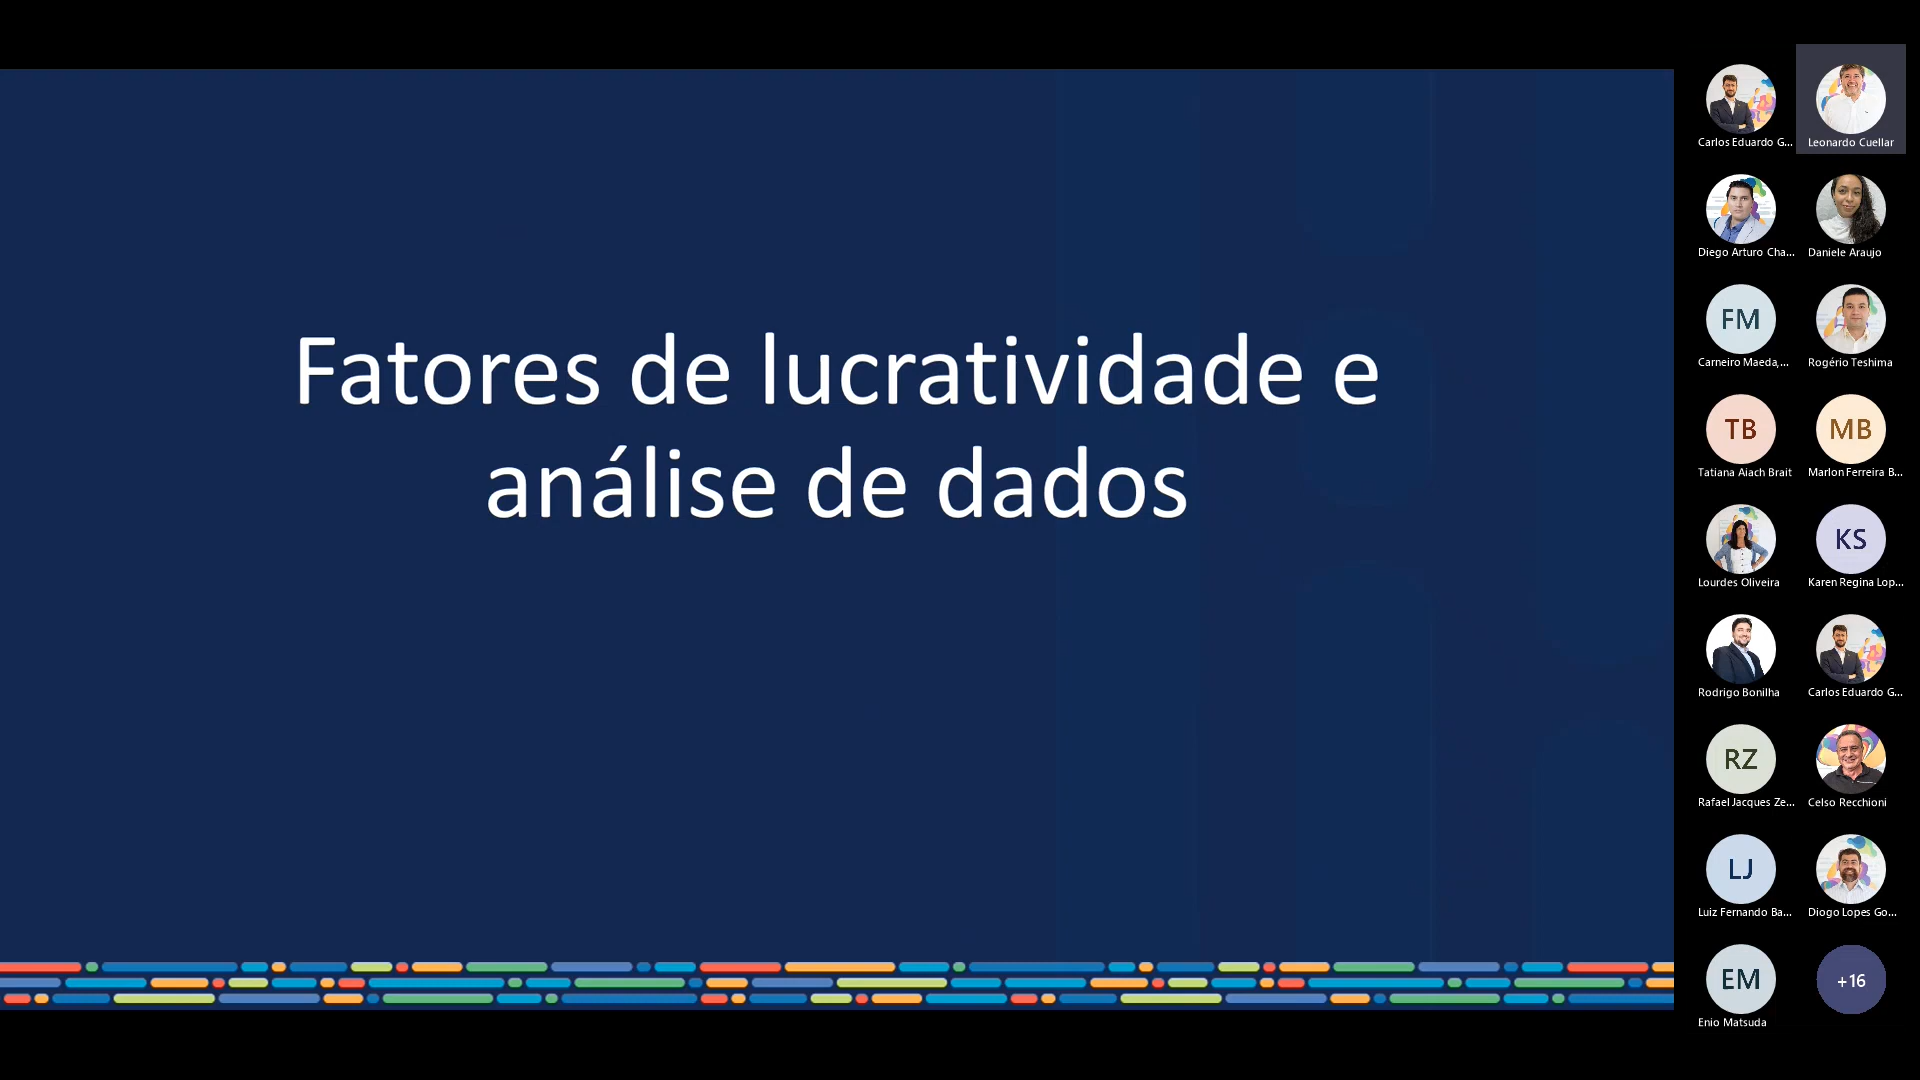 Fatores de lucratividade e
análise de dados
Carlos Eduardo G...
Leonardo Cuellar
Diego Arturo Cha...
Daniele Araujo
FM
Carneiro Maeda,...
Rogério Teshima
TB
Tatiana Aiach Brait
MB
Marlon Ferreira B...
Lourdes Oliveira
KS
Karen Regina Lop...
Rodrigo Bonilha
Carlos Eduardo G...
RZ
Rafael Jacques Ze...
Celso Recchioni
LJ
Luiz Fernando Ba...
Diogo Lopes Go...
EM
Enio Matsuda
+16